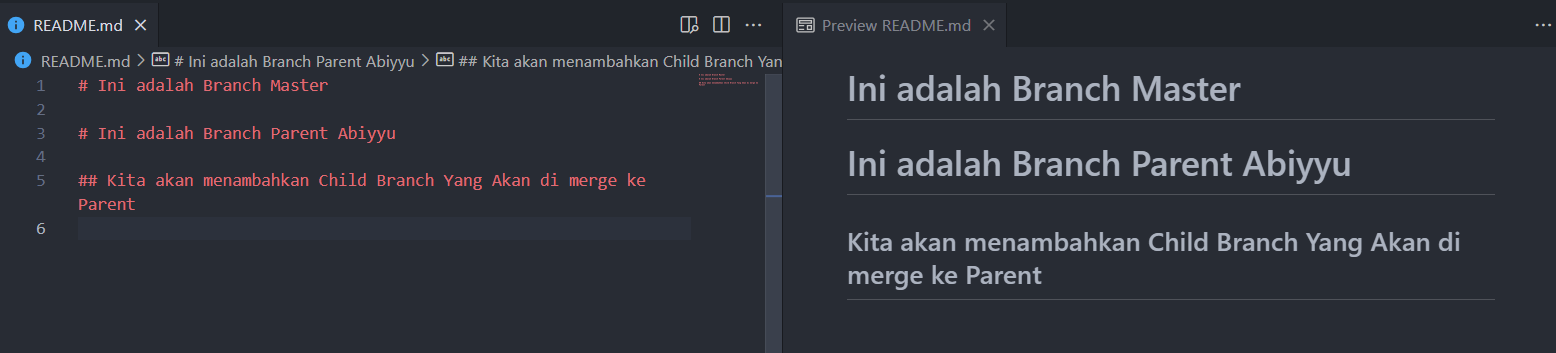 README.md
Preview README.md
README.md > # Ini adalah Branch Parent Abiyyu > ## Kita akan menambahkan Child Branch Yan
1 # Ini adalah Branch Master
2
3 # Ini adalah Branch Parent Abiyyu
4
5 ## Kita akan menambahkan Child Branch Yang Akan di merge ke
Parent
6
Ini adalah Branch Master
Ini adalah Branch Parent Abiyyu
Kita akan menambahkan Child Branch Yang Akan di
merge ke Parent